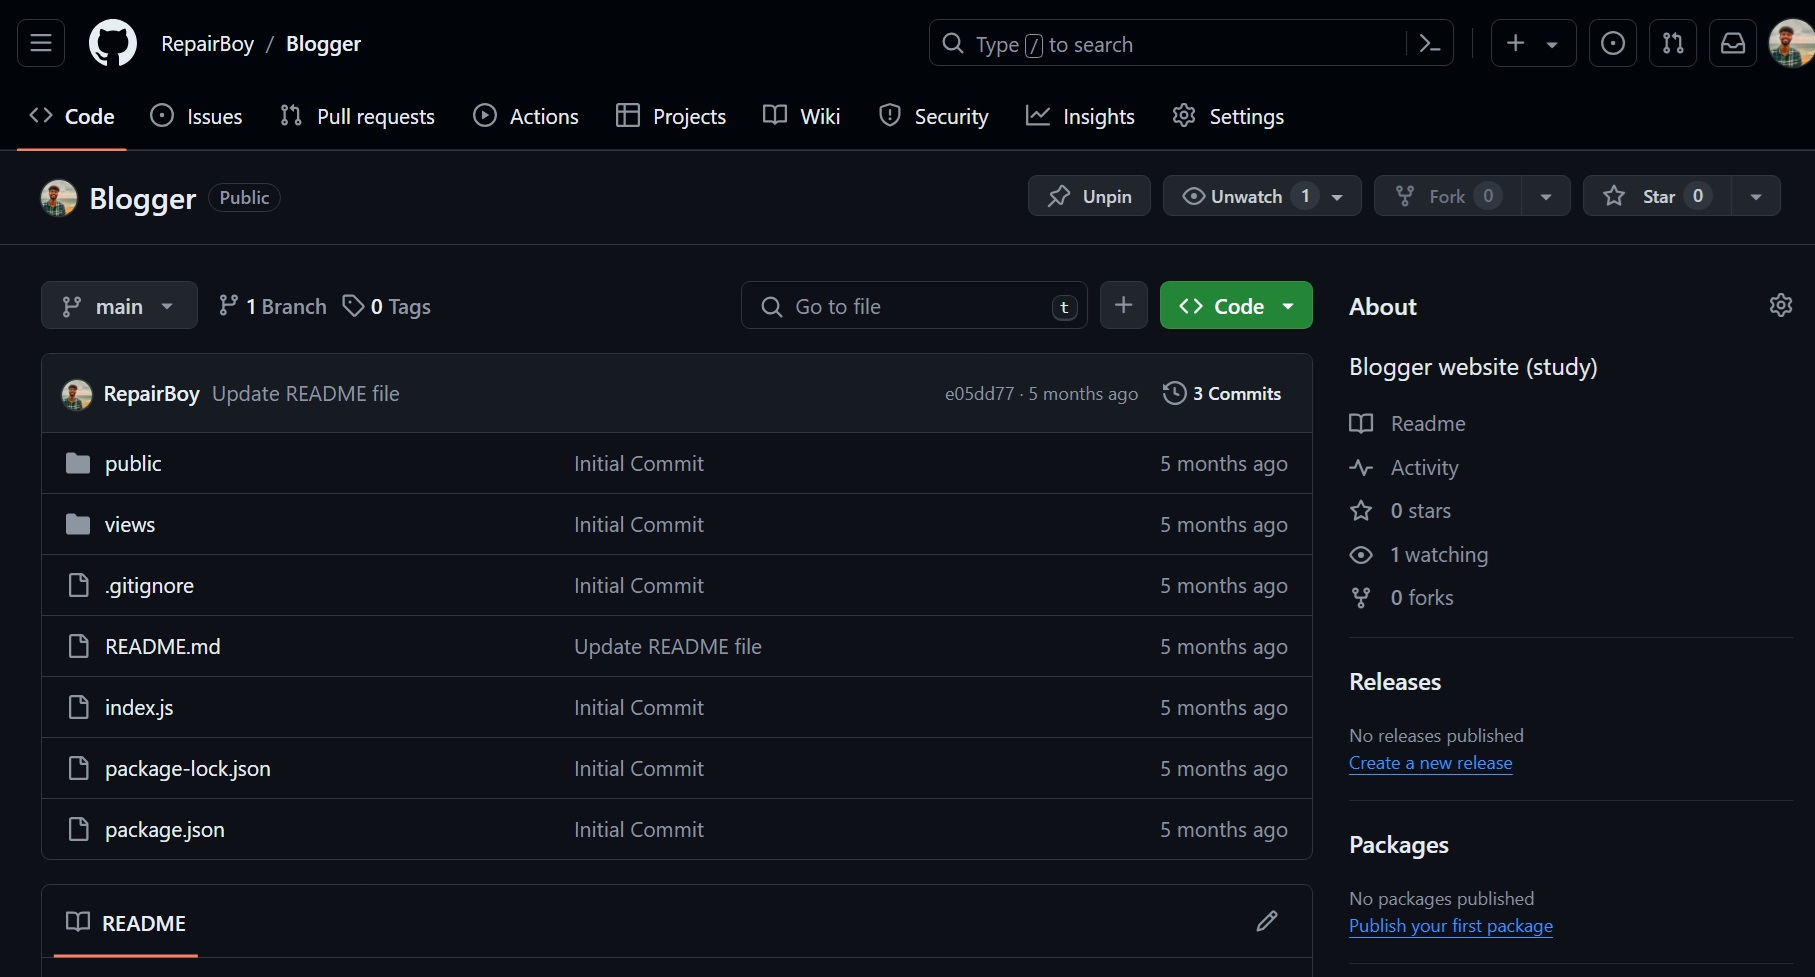 RepairBoy / Blogger
Type / to search
Code
Issues
Pull requests
Actions
Projects
Wiki
Security
Insights
Settings
Blogger Public
Unpin
Unwatch 1
Fork 0
Star 0
main
1 Branch
0 Tags
Go to file t
Code
RepairBoy Update README file e05dd77 · 5 months ago 3 Commits
public Initial Commit 5 months ago
views Initial Commit 5 months ago
.gitignore Initial Commit 5 months ago
README.md Update README file 5 months ago
index.js Initial Commit 5 months ago
package-lock.json Initial Commit 5 months ago
package.json Initial Commit 5 months ago
README
About
Blogger website (study)
Readme
Activity
0 stars
1 watching
0 forks
Releases
No releases published
Create a new release
Packages
No packages published
Publish your first package